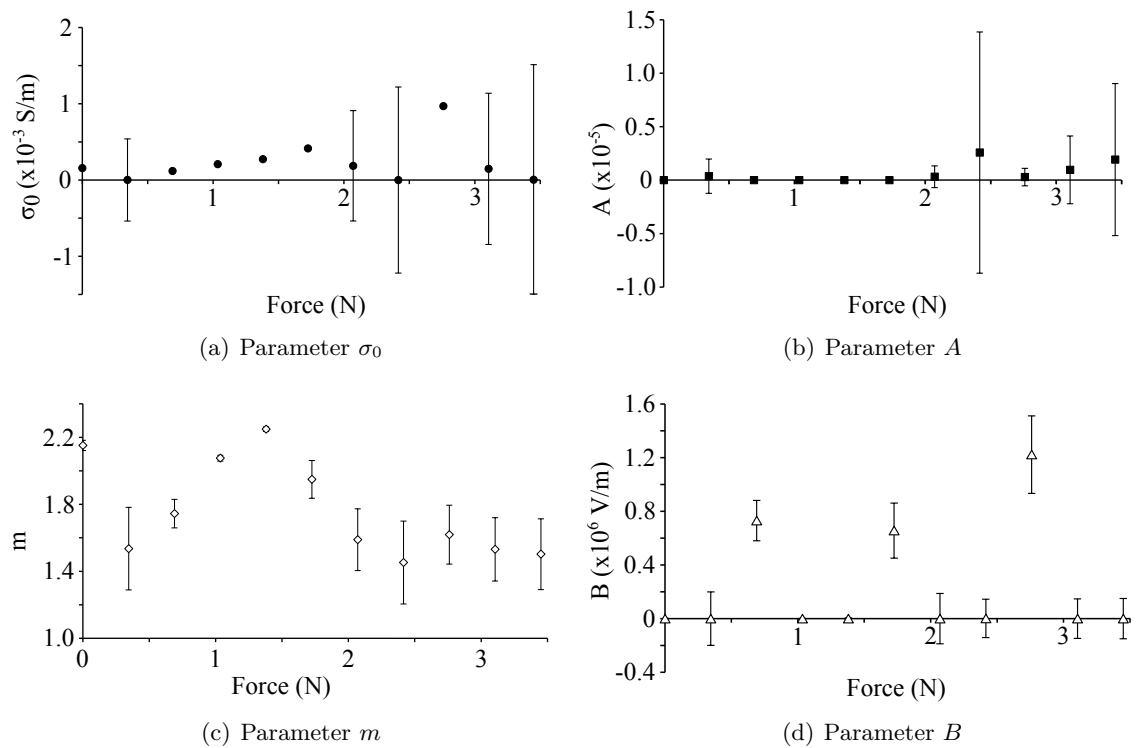 2
1
0
-1
1
2
3
σ0 (x10-3 S/m)
Force (N)
(a) Parameter σ0
1.5
1.0
0.5
0
-0.5
-1.0
1
2
3
A (x10-5)
Force (N)
(b) Parameter A
2.2
1.8
1.4
1.0
0
1
2
3
m
Force (N)
(c) Parameter m
1.6
1.2
0.8
0.4
0
-0.4
1
2
3
B (x106 V/m)
Force (N)
(d) Parameter B